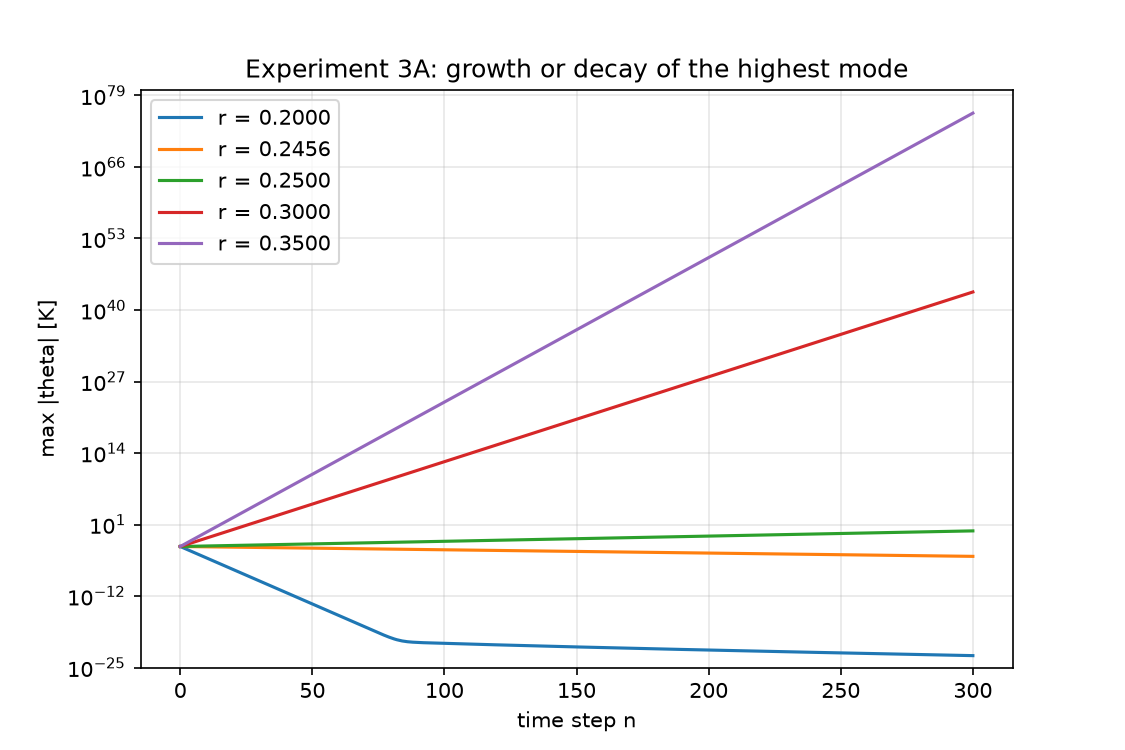 Experiment 3A: growth or decay of the highest mode
r = 0.2000
r = 0.2456
r = 0.2500
r = 0.3000
r = 0.3500
max |theta| [K]
10^79
10^66
10^53
10^40
10^27
10^14
10^1
10^−12
10^−25
0 50 100 150 200 250 300
time step n